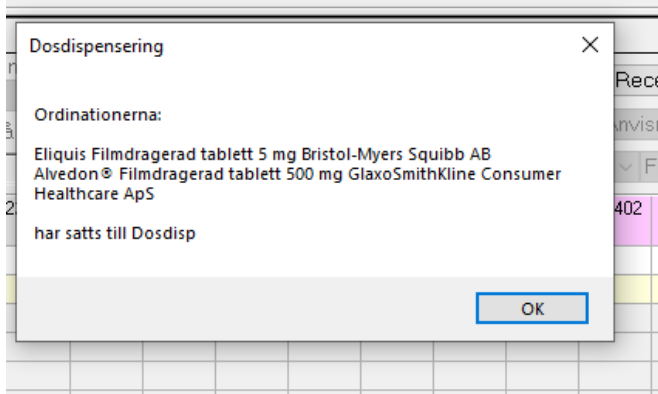 Dosdispensering
Ordinationerna:
Eliquis Filmdragerad tablett 5 mg Bristol-Myers Squibb AB
Alvedon® Filmdragerad tablett 500 mg GlaxoSmithKline Consumer
Healthcare ApS
har satts till Dosdisp
OK
Rece
Anvisn
F
402